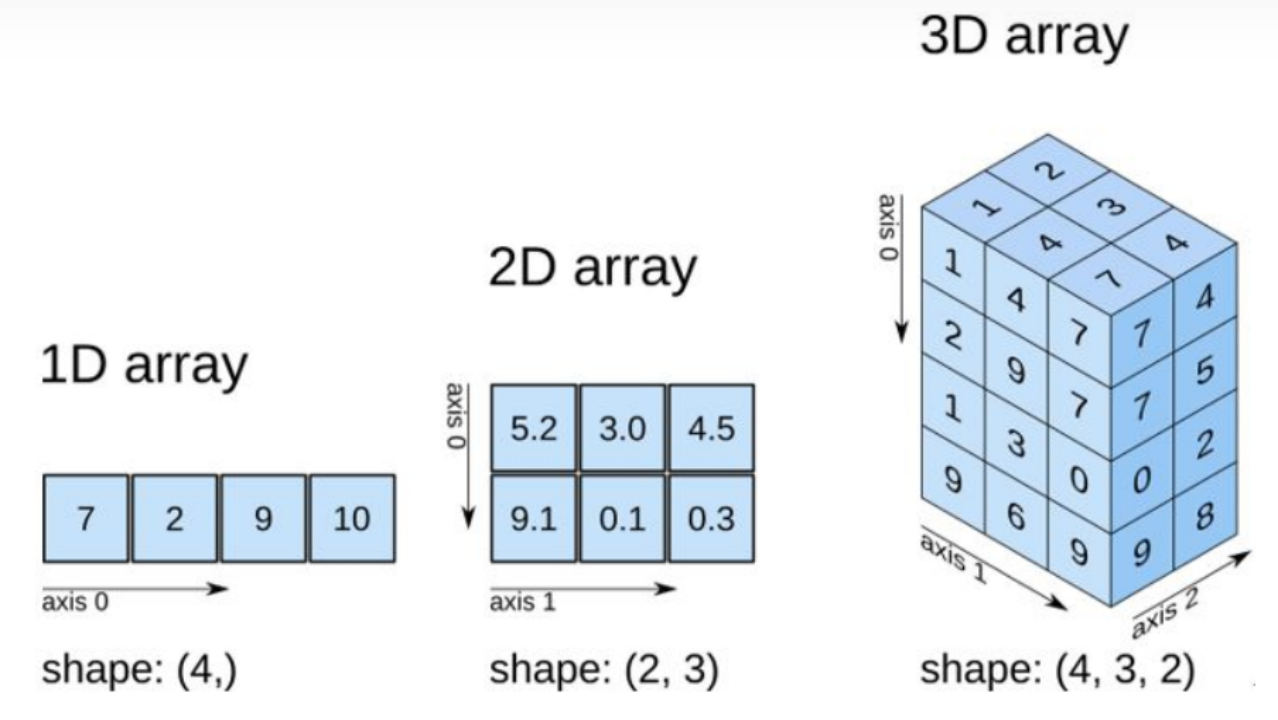 1D array
7 2 9 10
axis 0
shape: (4,)
2D array
axis 0
5.2 3.0 4.5
9.1 0.1 0.3
axis 1
shape: (2, 3)
3D array
axis 0
2
1 3
4 4
7
1 4 7 7 4
2 9 7 7 5
1 3 0 0 2
9 6 9 9 8
axis 1
axis 2
shape: (4, 3, 2)